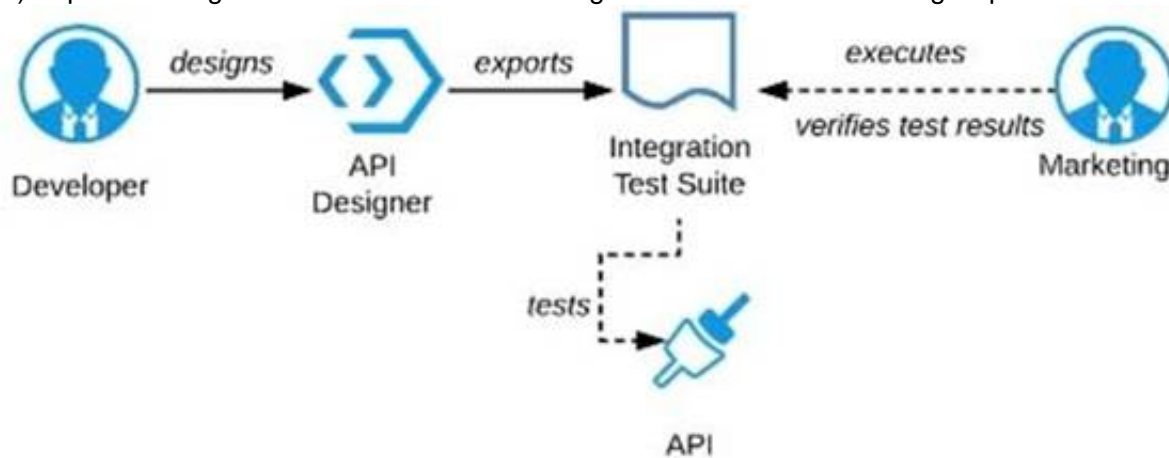 designs
exports
executes
verifies test results
Developer
API
Designer
Integration
Test Suite
Marketing
tests
API